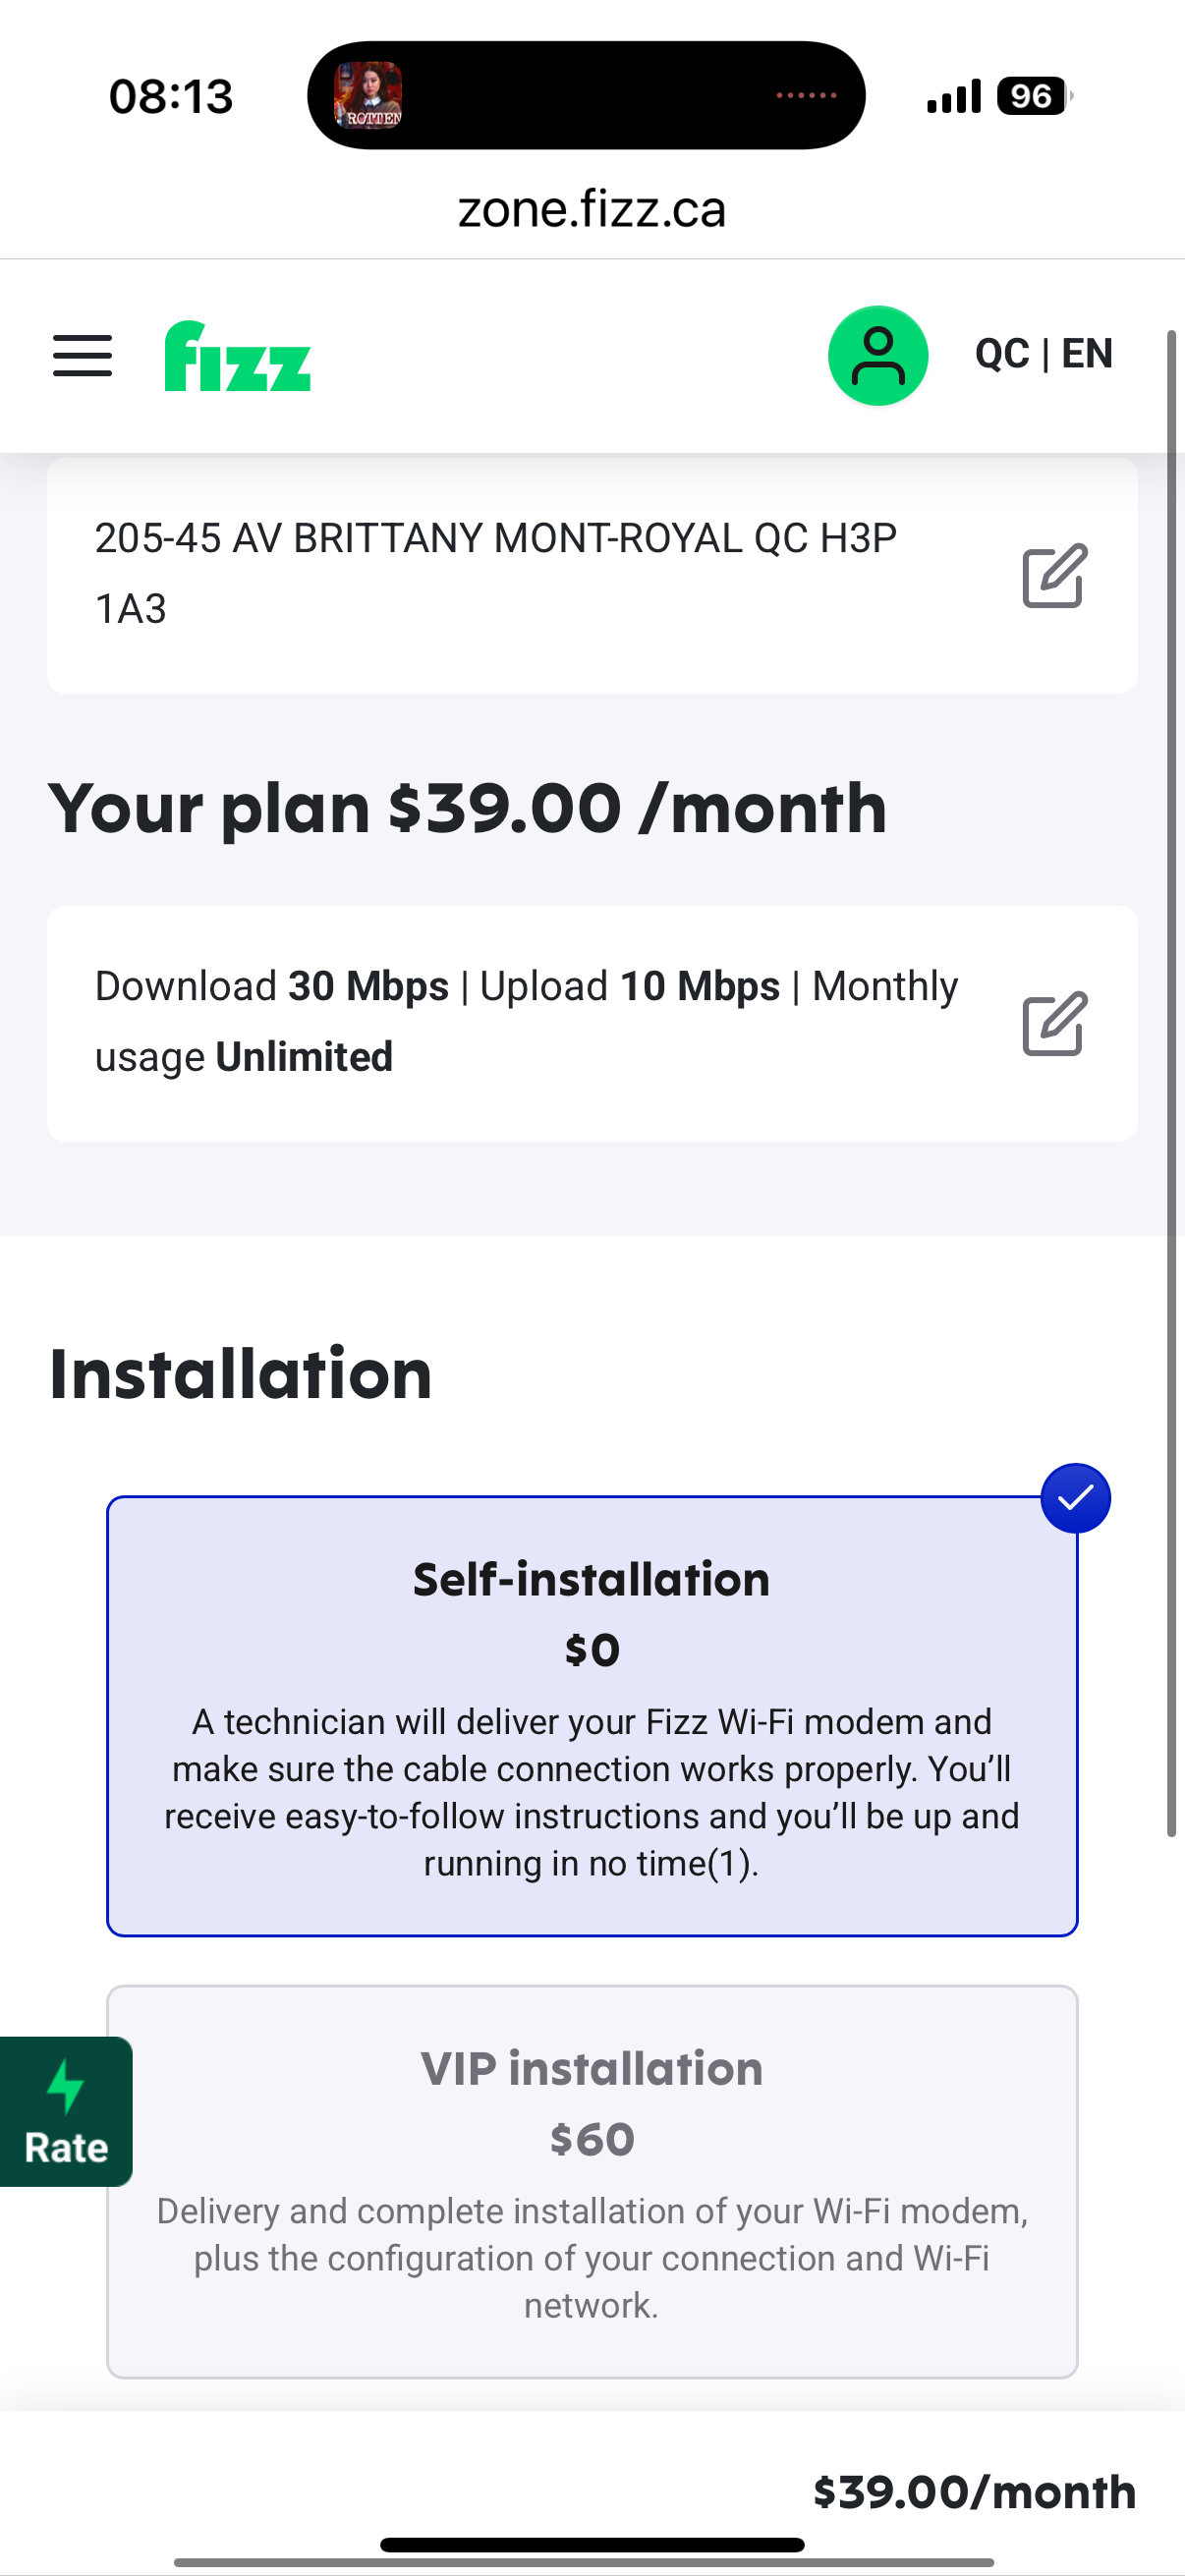 08:13
ROTTEN
96
zone.fizz.ca
fizz
QC | EN
205-45 AV BRITTANY MONT-ROYAL QC H3P
1A3
Your plan $39.00 /month
Download 30 Mbps | Upload 10 Mbps | Monthly
usage Unlimited
Installation
Self-installation
$0
A technician will deliver your Fizz Wi-Fi modem and
make sure the cable connection works properly. You’ll
receive easy-to-follow instructions and you’ll be up and
running in no time(1).
VIP installation
$60
Rate
Delivery and complete installation of your Wi-Fi modem,
plus the configuration of your connection and Wi-Fi
network.
$39.00/month